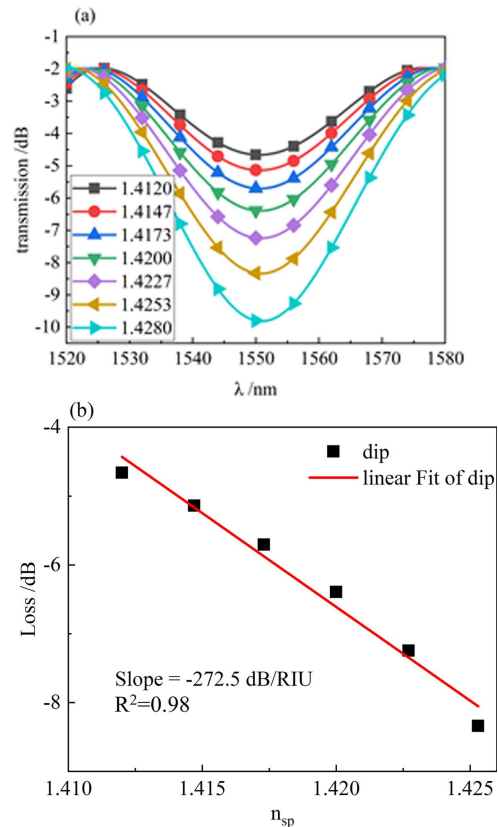 (a)
-1
-2
-3
-4
-5
-6
-7
-8
-9
-10
transmission /dB
1.4120
1.4147
1.4173
1.4200
1.4227
1.4253
1.4280
1520 1530 1540 1550 1560 1570 1580
λ /nm
(b)
-4
-6
-8
Loss /dB
dip
linear Fit of dip
Slope = -272.5 dB/RIU
R²=0.98
1.410 1.415 1.420 1.425
nsp